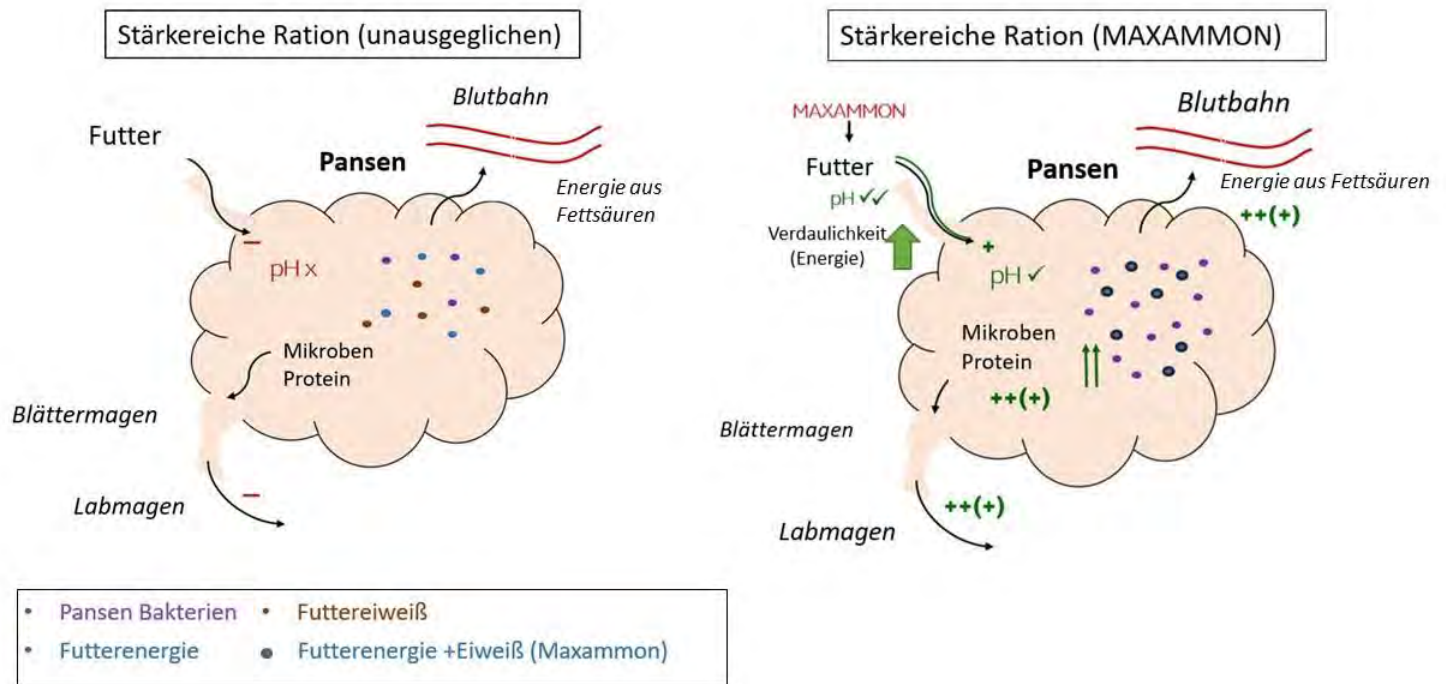 Stärkereiche Ration (unausgeglichen)
Blutbahn
Futter
Pansen
Energie aus
Fettsäuren
–
pH x
Mikroben
Protein
Blättermagen
Labmagen
–
Stärkereiche Ration (MAXAMMON)
MAXAMMON
Blutbahn
Futter
Pansen
pH ✓✓
Energie aus Fettsäuren
++(+)
Verdaulichkeit
(Energie)
+
pH ✓
Mikroben
Protein
++(+)
Blättermagen
++(+)
Labmagen
• Pansen Bakterien • Futtereiweiß
• Futterenergie • Futterenergie +Eiweiß (Maxammon)